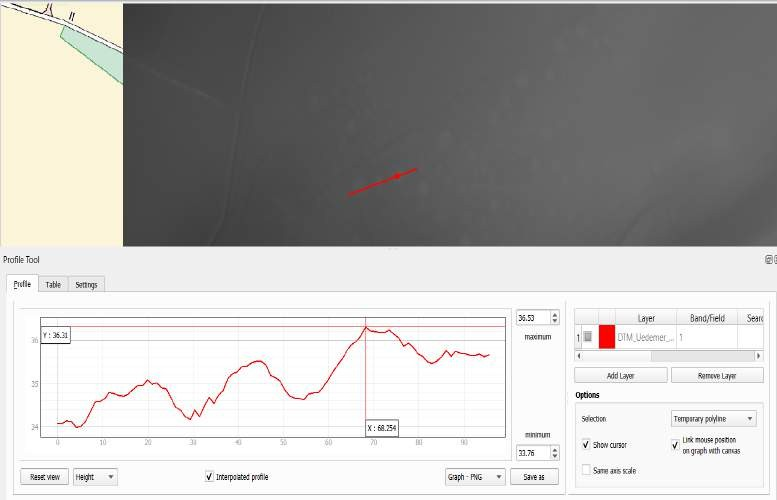 Profile Tool
Profile Table Settings
Y : 36.31
36
35
34
X : 68.254
0 10 20 30 40 50 60 70 80 90
36.53
maximum
minimum
33.76
Layer Band/Field Searc
1 DTM_Uedemer_... 1
Add Layer Remove Layer
Options
Selection Temporary polyline
Show cursor Link mouse position
on graph with canvas
Same axis scale
Reset view Height Interpolated profile Graph - PNG Save as